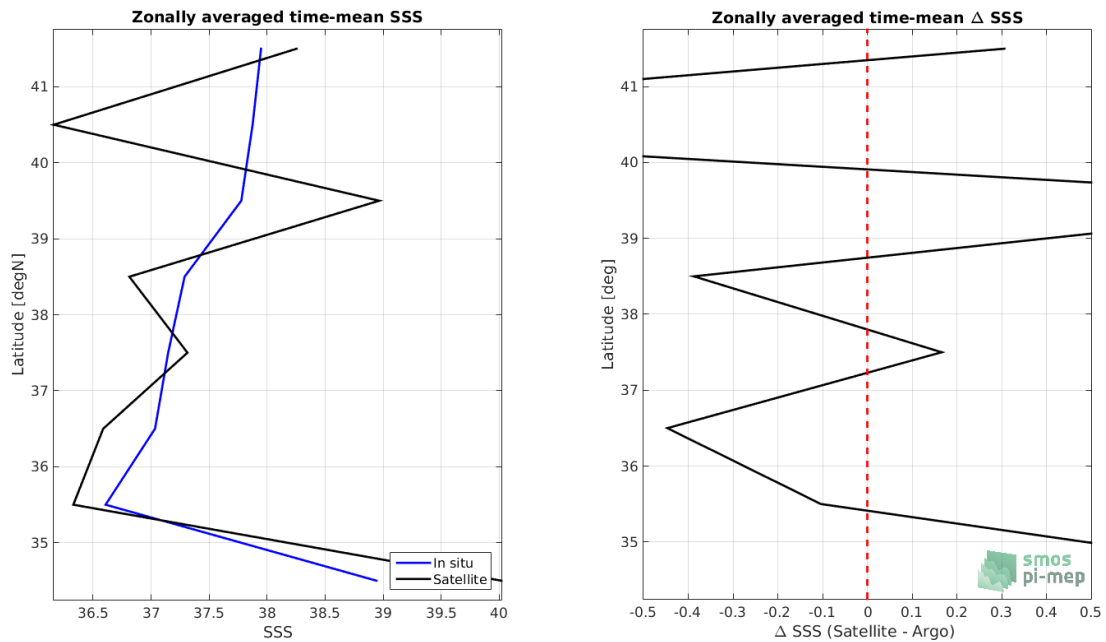 Zonally averaged time-mean SSS
41
40
39
38
37
36
35
Latitude [degN]
36.5 37 37.5 38 38.5 39 39.5 40
SSS
In situ
Satellite
Zonally averaged time-mean Δ SSS
41
40
39
38
37
36
35
Latitude [deg]
-0.5 -0.4 -0.3 -0.2 -0.1 0 0.1 0.2 0.3 0.4 0.5
Δ SSS (Satellite - Argo)
smos
pi-mep